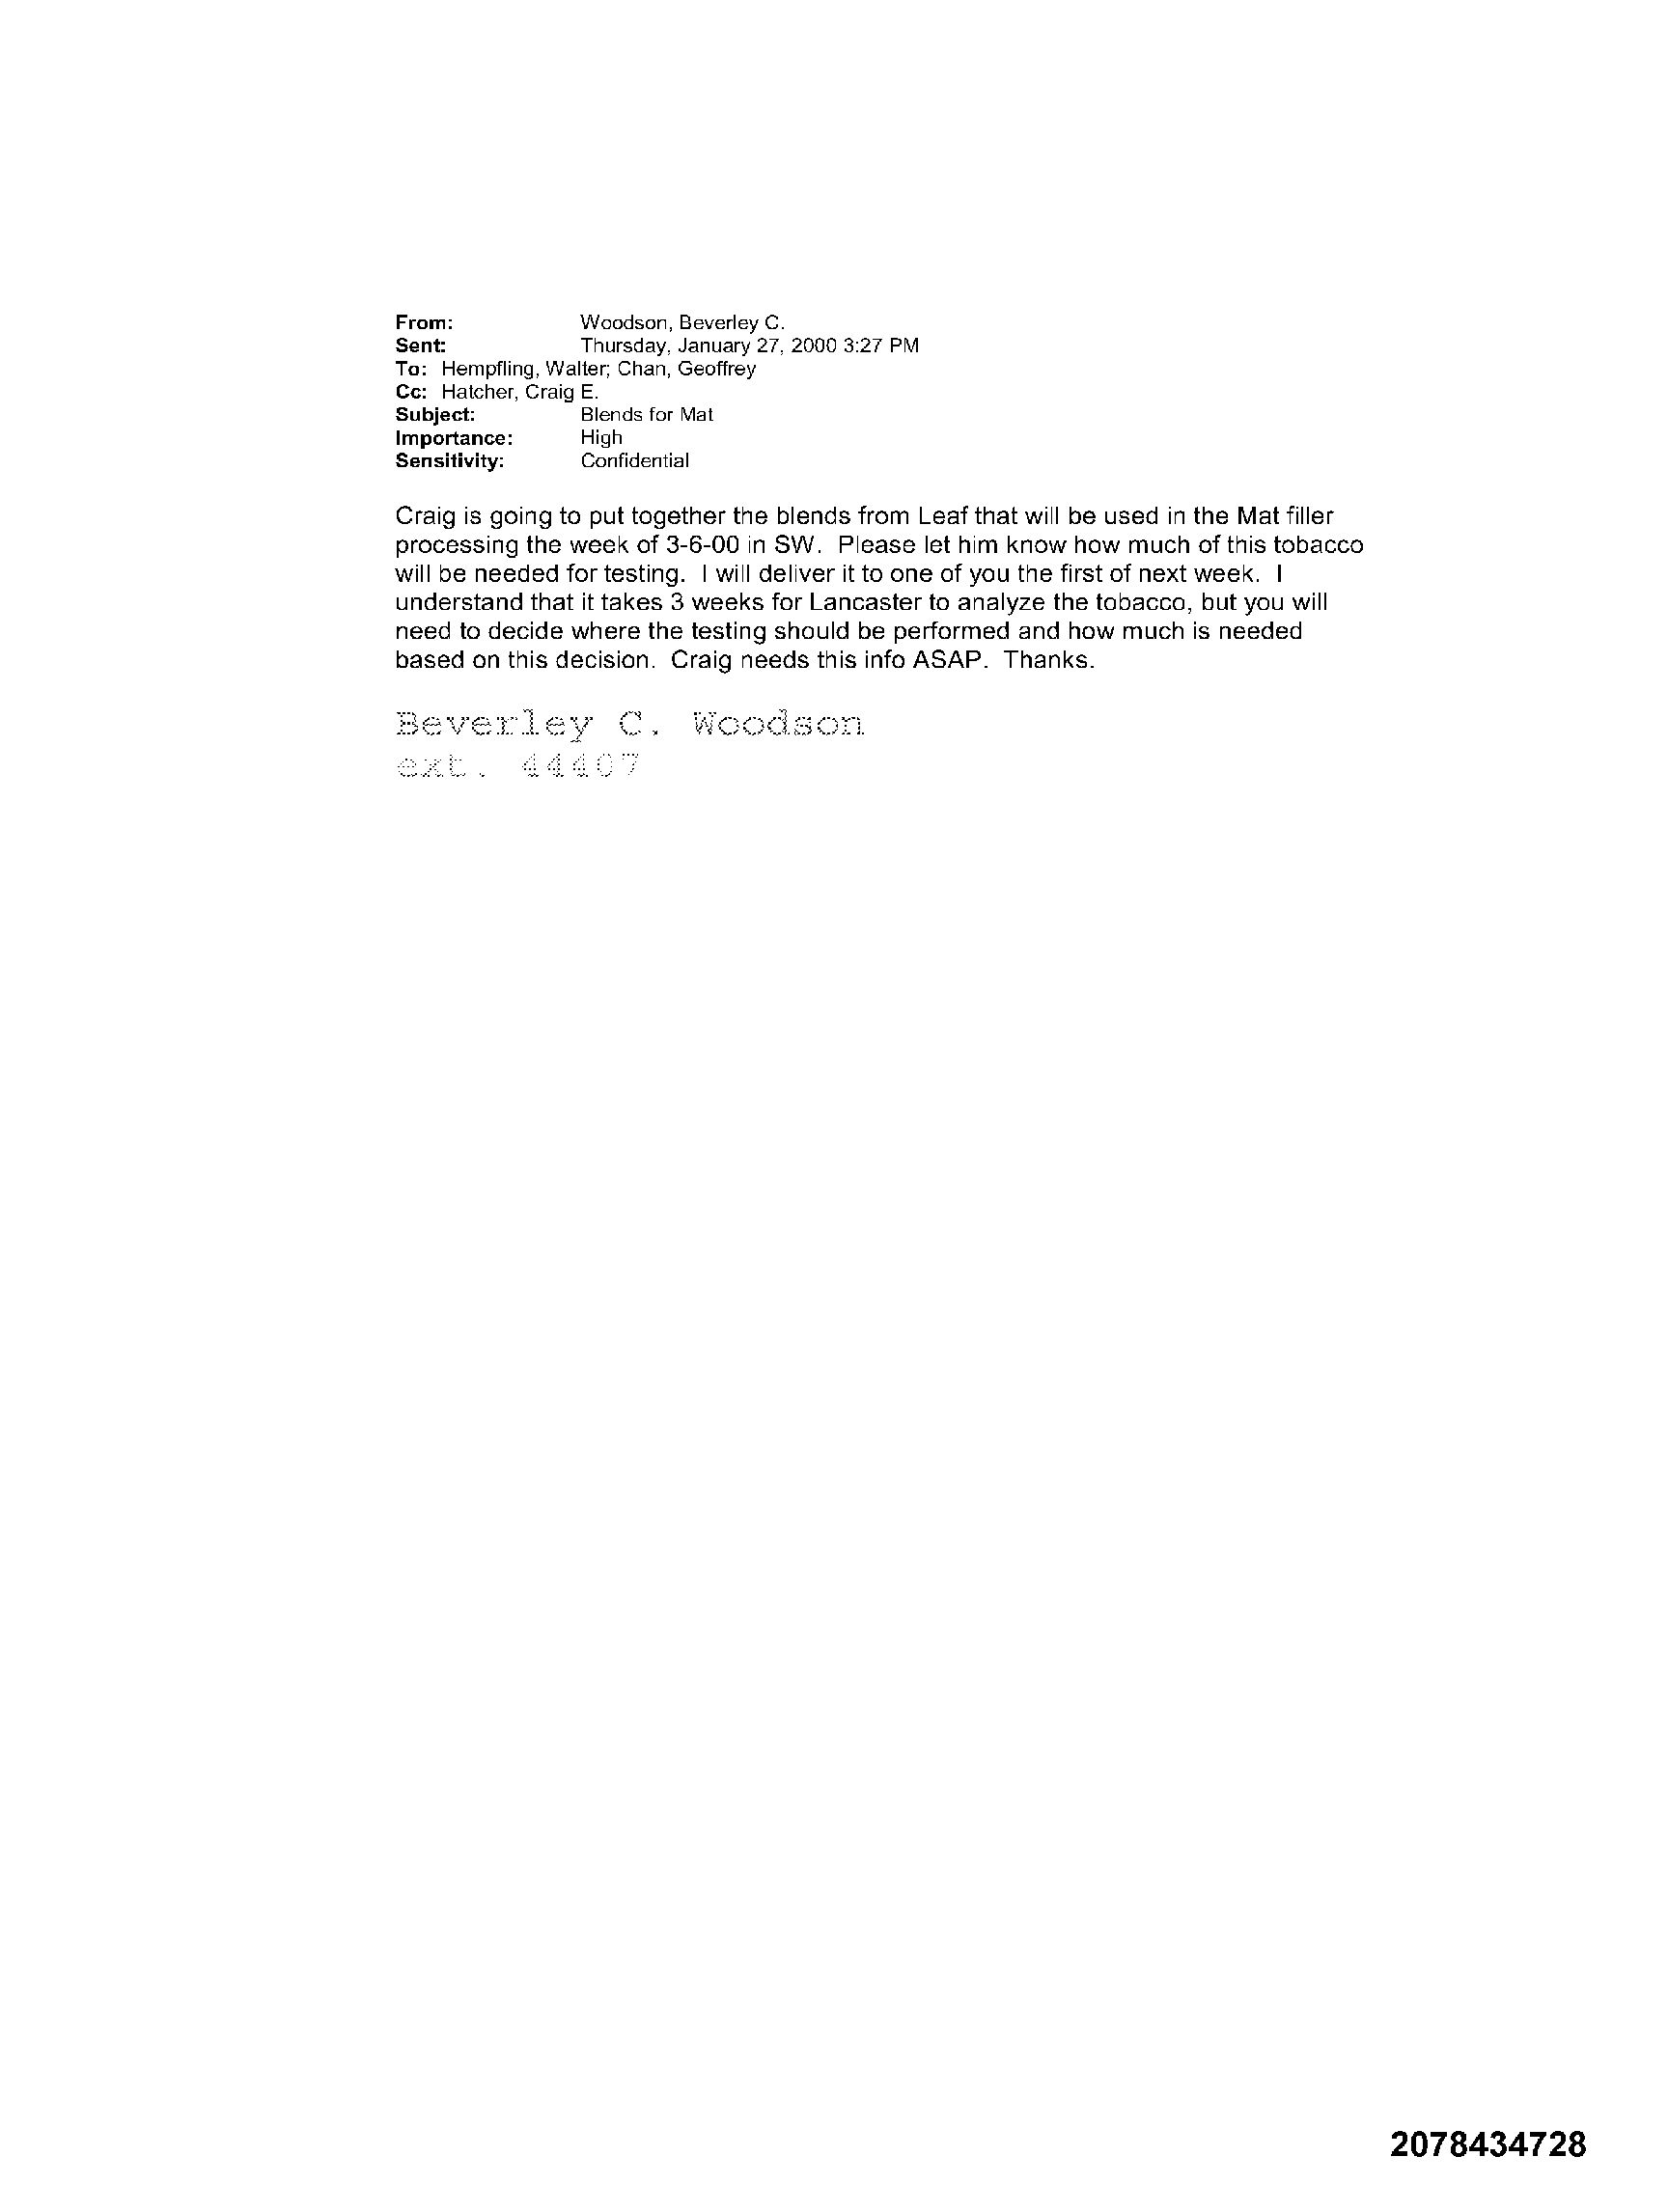 From: Woodson, Beverley C.
Sent: Thursday, January 27, 2000 3:27 PM
To: Hempfling, Walter; Chan, Geoffrey
Cc: Hatcher, Craig E.
Subject: Blends for Mat
Importance: High
Sensitivity: Confidential
Craig is going to put together the blends from Leaf that will be used in the Mat filler
processing the week of 3-6-00 in SW. Please let him know how much of this tobacco
will be needed for testing. I will deliver it to one of you the first of next week. I
understand that it takes 3 weeks for Lancaster to analyze the tobacco, but you will
need to decide where the testing should be performed and how much is needed
based on this decision. Craig needs this info ASAP. Thanks.
Beverley C. Woodson
ext. 44407
2078434728